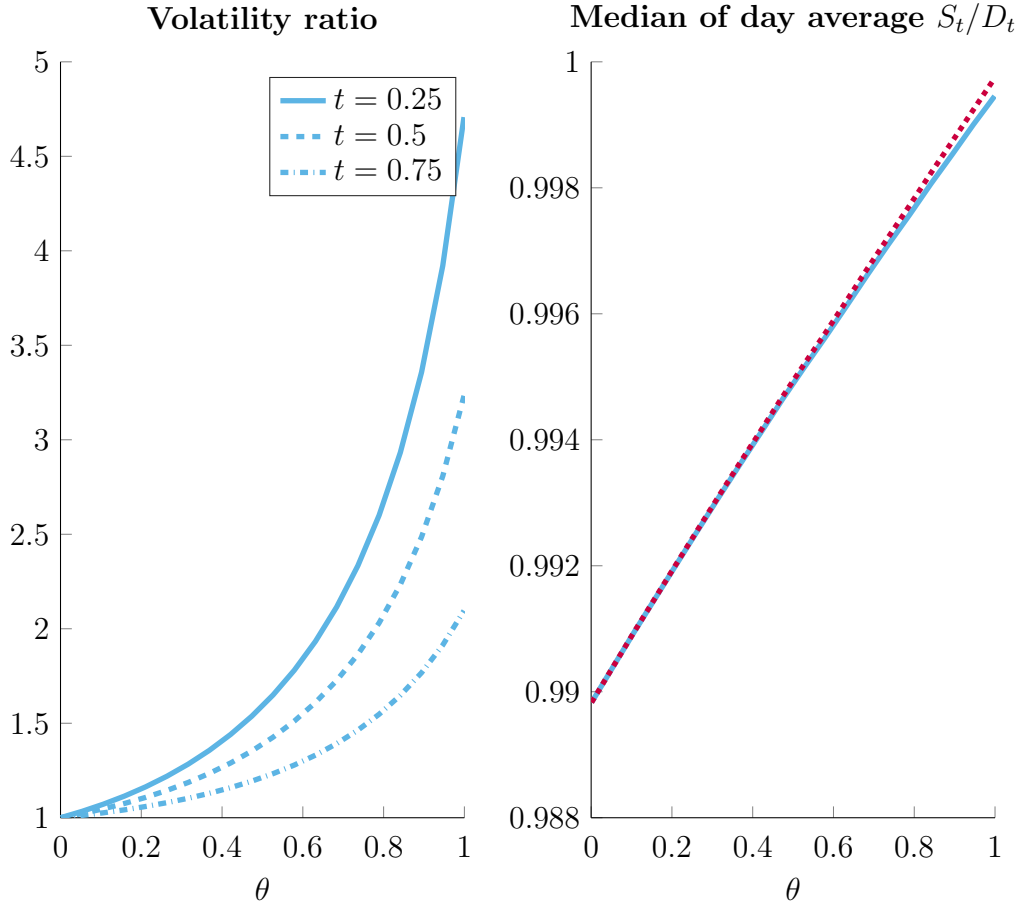 Volatility ratio
5
4.5
4
3.5
3
2.5
2
1.5
1
0 0.2 0.4 0.6 0.8 1
θ
t = 0.25
t = 0.5
t = 0.75
Median of day average S_t/D_t
1
0.998
0.996
0.994
0.992
0.99
0.988
0 0.2 0.4 0.6 0.8 1
θ